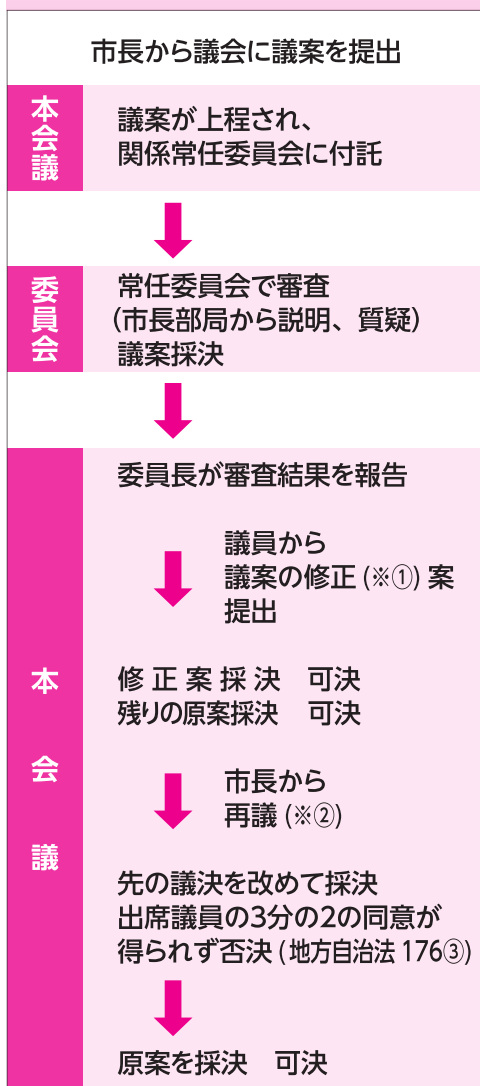 市長から議会に議案を提出
本会議
議案が上程され、
関係常任委員会に付託
委員会
常任委員会で審査
(市長部局から説明、質疑)
議案採決
本会議
委員長が審査結果を報告
議員から
議案の修正(※①)案
提出
修正案採決 可決
残りの原案採決 可決
市長から
再議(※②)
先の議決を改めて採決
出席議員の3分の2の同意が
得られず否決(地方自治法176③)
原案を採決 可決